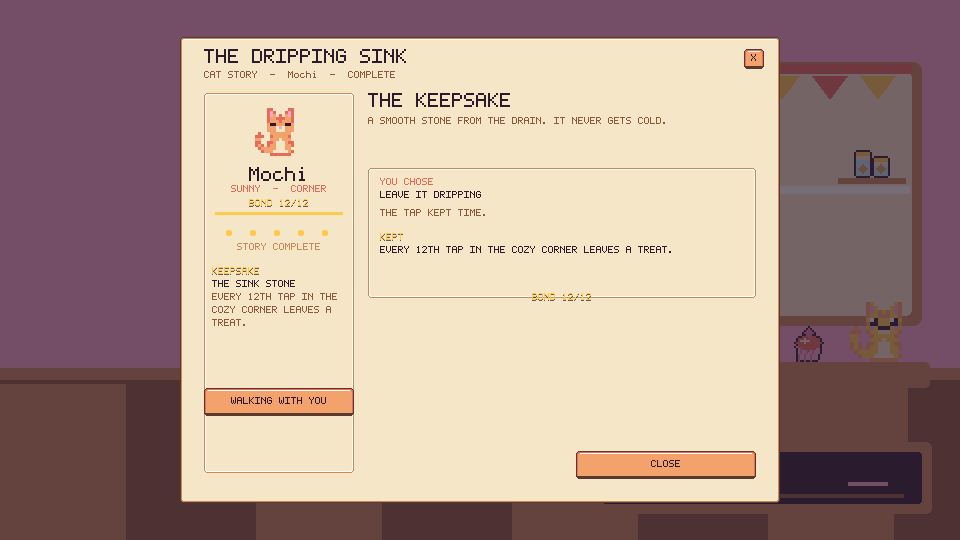 THE DRIPPING SINK
CAT STORY – Mochi – COMPLETE
X
Mochi
SUNNY – CORNER
BOND 12/12
STORY COMPLETE
KEEPSAKE
THE SINK STONE
EVERY 12TH TAP IN THE
COZY CORNER LEAVES A
TREAT.
WALKING WITH YOU
THE KEEPSAKE
A SMOOTH STONE FROM THE DRAIN. IT NEVER GETS COLD.
YOU CHOSE
LEAVE IT DRIPPING
THE TAP KEPT TIME.
KEPT
EVERY 12TH TAP IN THE COZY CORNER LEAVES A TREAT.
BOND 12/12
CLOSE